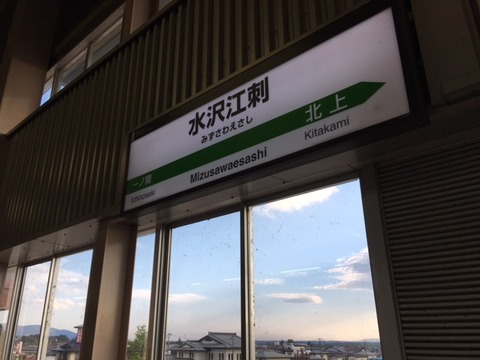 水沢江刺
みずさわえさし
北上
Kitakami
一ノ関
Ichinoseki
Mizusawaesashi